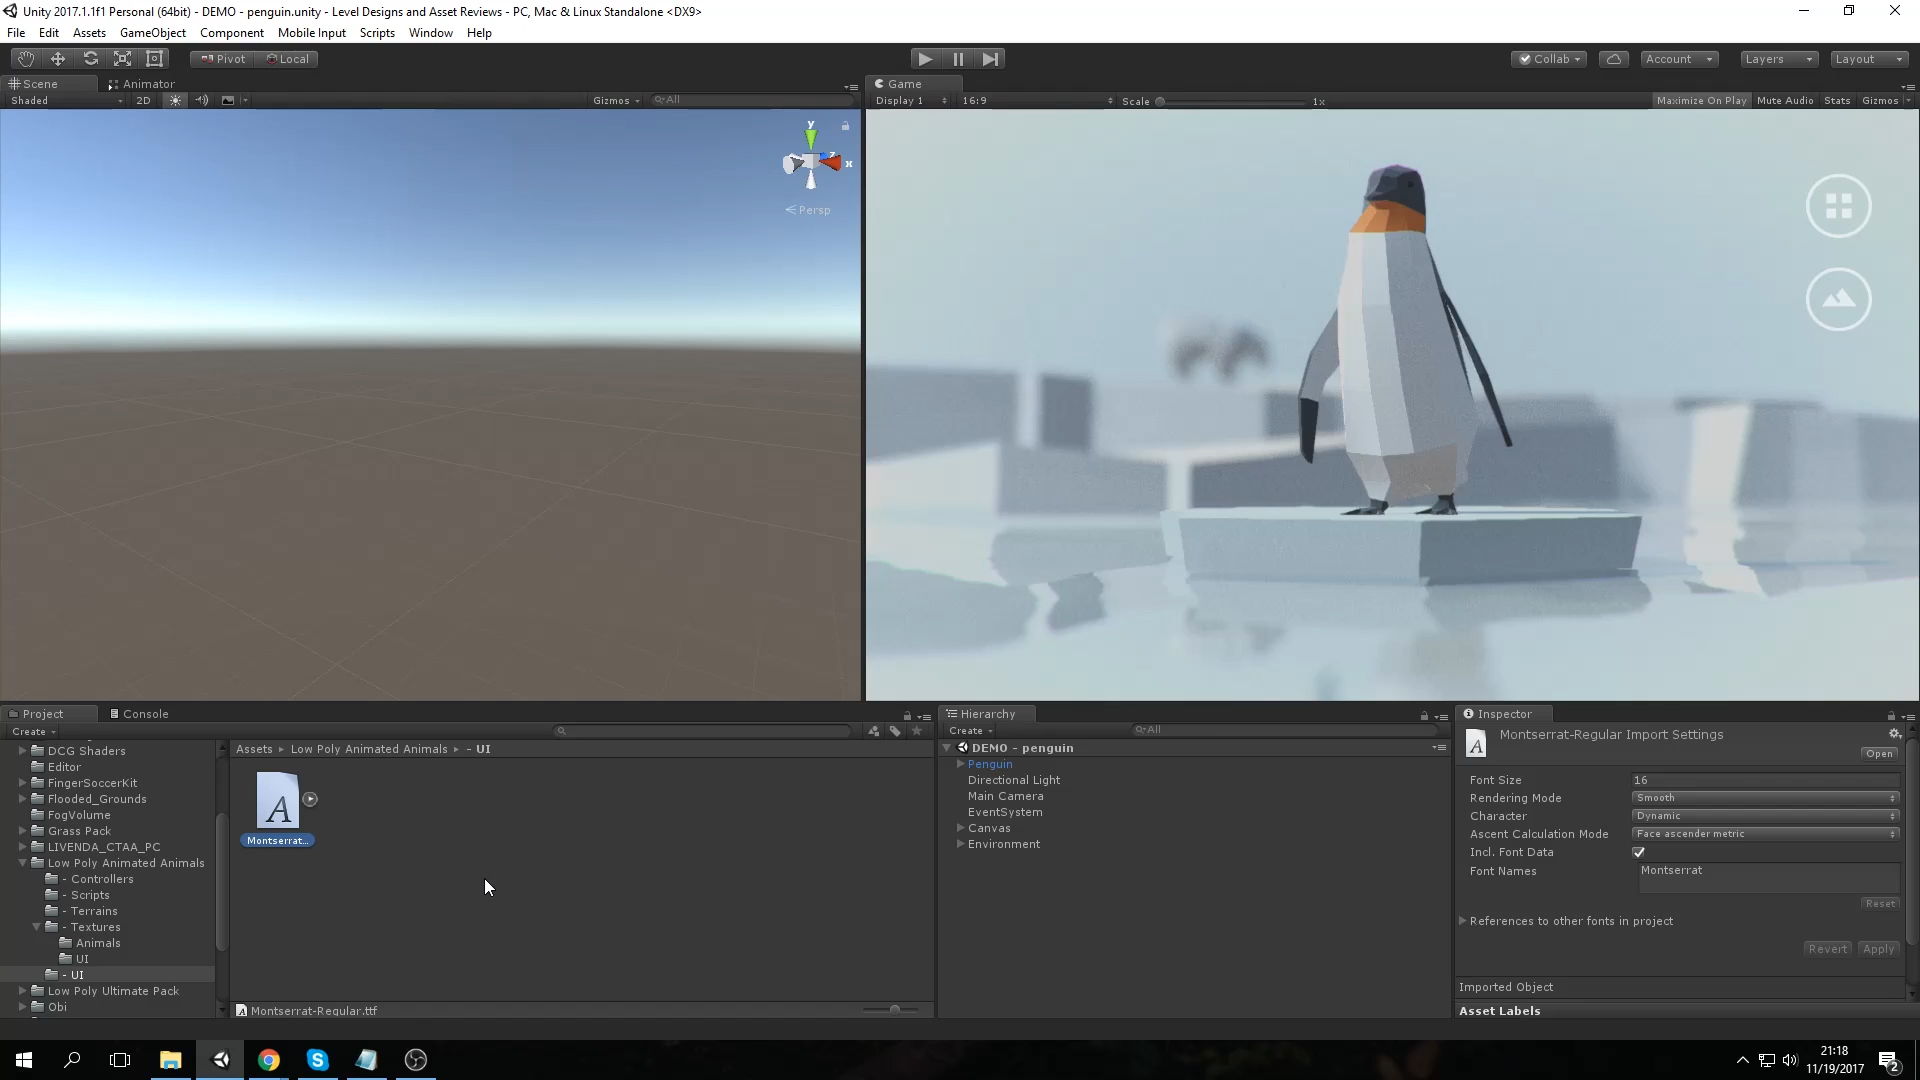 Unity 2017.1.1f1 Personal (64bit) - DEMO - penguin.unity - Level Designs and Asset Reviews - PC, Mac & Linux Standalone <DX9>
File Edit Assets GameObject Component Mobile Input Scripts Window Help
Pivot Local Collab Account Layers Layout
Scene Animator Game
Shaded 2D Gizmos All Display 1 16:9 Scale 1x Maximize On Play Mute Audio Stats Gizmos
y
x
z
Persp
Project Console
Create
DCG Shaders
Editor
FingerSoccerKit
Flooded_Grounds
FogVolume
Grass Pack
LIVENDA_CTAA_PC
Low Poly Animated Animals
- Controllers
- Scripts
- Terrains
- Textures
Animals
UI
- UI
Low Poly Ultimate Pack
Obi
Assets Low Poly Animated Animals - UI
A
Montserrat...
Montserrat-Regular.ttf
Hierarchy
Create All
DEMO - penguin
Penguin
Directional Light
Main Camera
EventSystem
Canvas
Environment
Inspector
Montserrat-Regular Import Settings
Open
Font Size 16
Rendering Mode Smooth
Character Dynamic
Ascent Calculation Mode Face ascender metric
Incl. Font Data
Font Names Montserrat
Reset
References to other fonts in project
Revert Apply
Imported Object
Asset Labels
21:18
11/19/2017
2